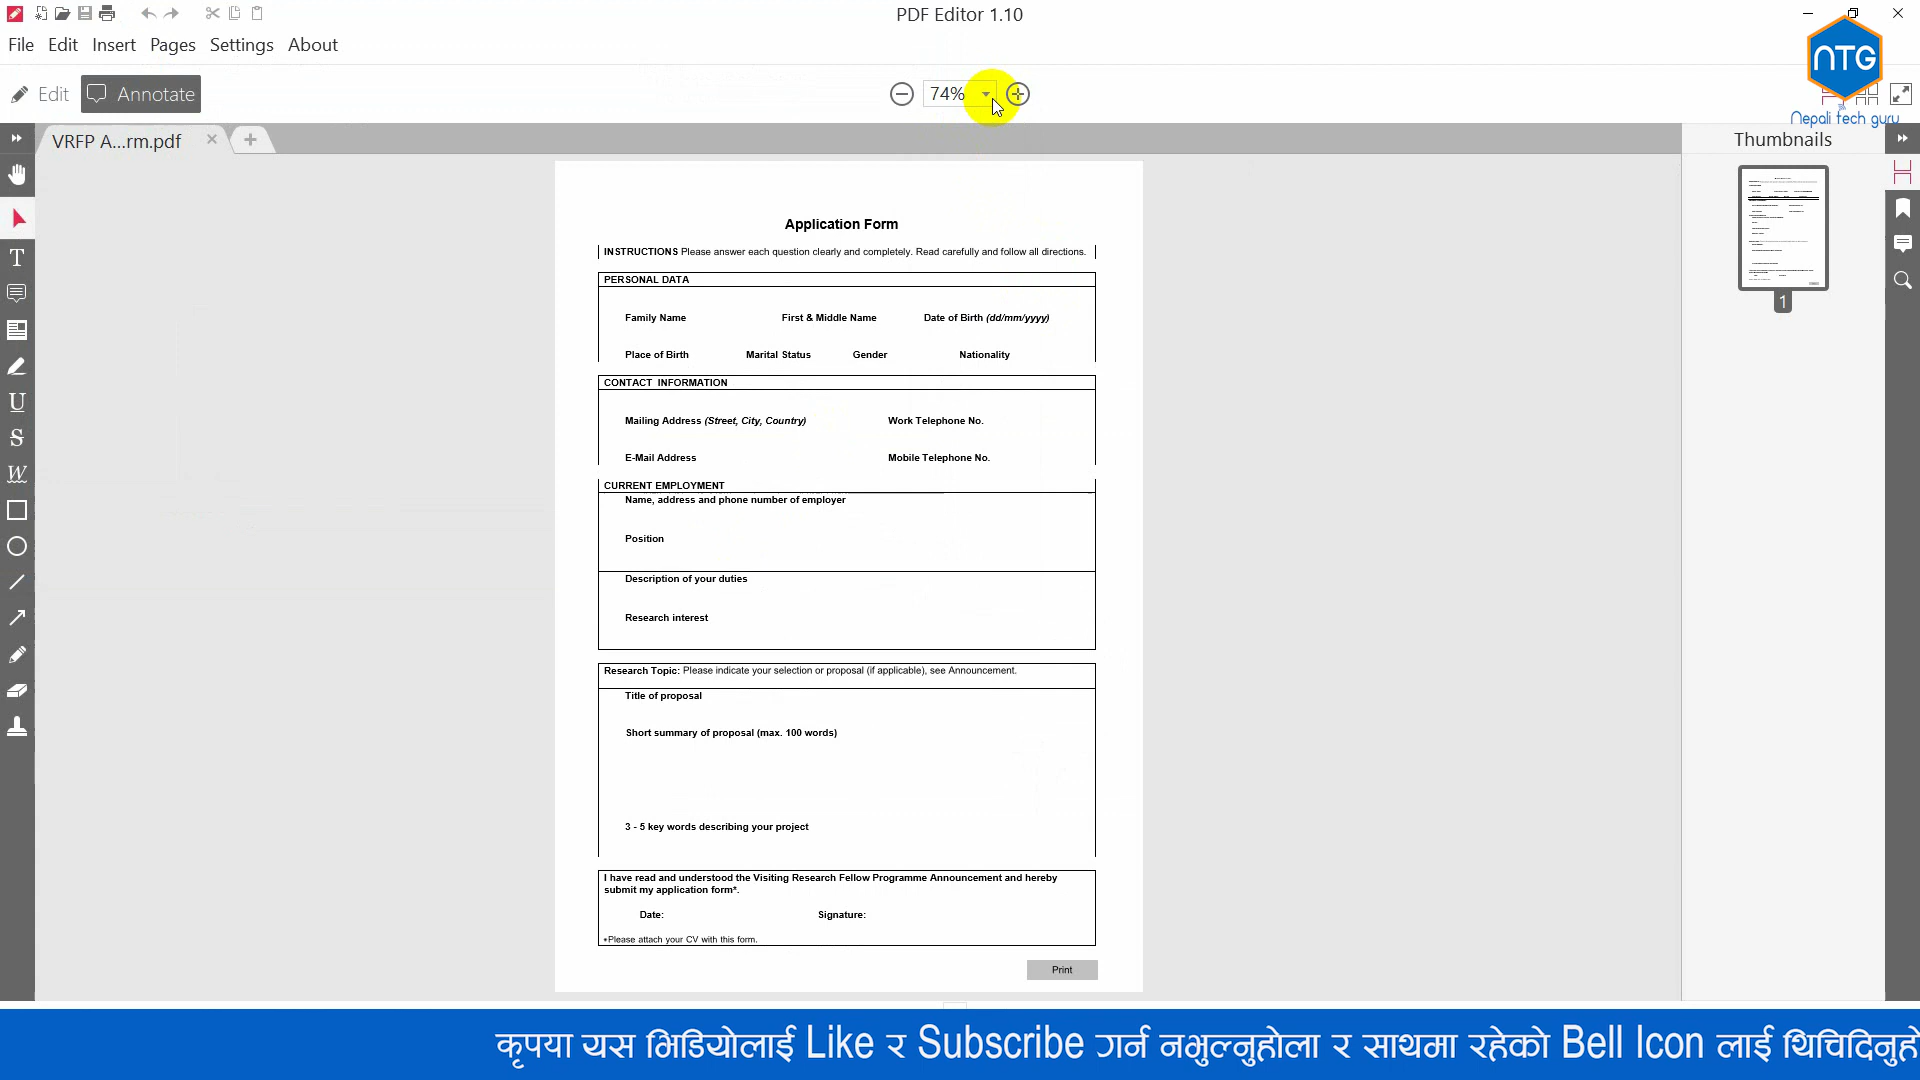 PDF Editor 1.10
File Edit Insert Pages Settings About
NTG
Edit Annotate 74%
Nepali tech guru
VRFP A...rm.pdf
Thumbnails
Application Form
INSTRUCTIONS Please answer each question clearly and completely. Read carefully and follow all directions.
PERSONAL DATA
Family Name First & Middle Name Date of Birth (dd/mm/yyyy)
Place of Birth Marital Status Gender Nationality
CONTACT INFORMATION
Mailing Address (Street, City, Country) Work Telephone No.
E-Mail Address Mobile Telephone No.
CURRENT EMPLOYMENT
Name, address and phone number of employer
Position
Description of your duties
Research interest
Research Topic: Please indicate your selection or proposal (if applicable), see Announcement.
Title of proposal
Short summary of proposal (max. 100 words)
3 - 5 key words describing your project
I have read and understood the Visiting Research Fellow Programme Announcement and hereby
submit my application form*.
Date: Signature:
*Please attach your CV with this form.
Print
1
कृपया यस भिडियोलाई Like र Subscribe गर्न नभुल्नुहोला र साथमा रहेको Bell Icon लाई थिचिदिनुहो